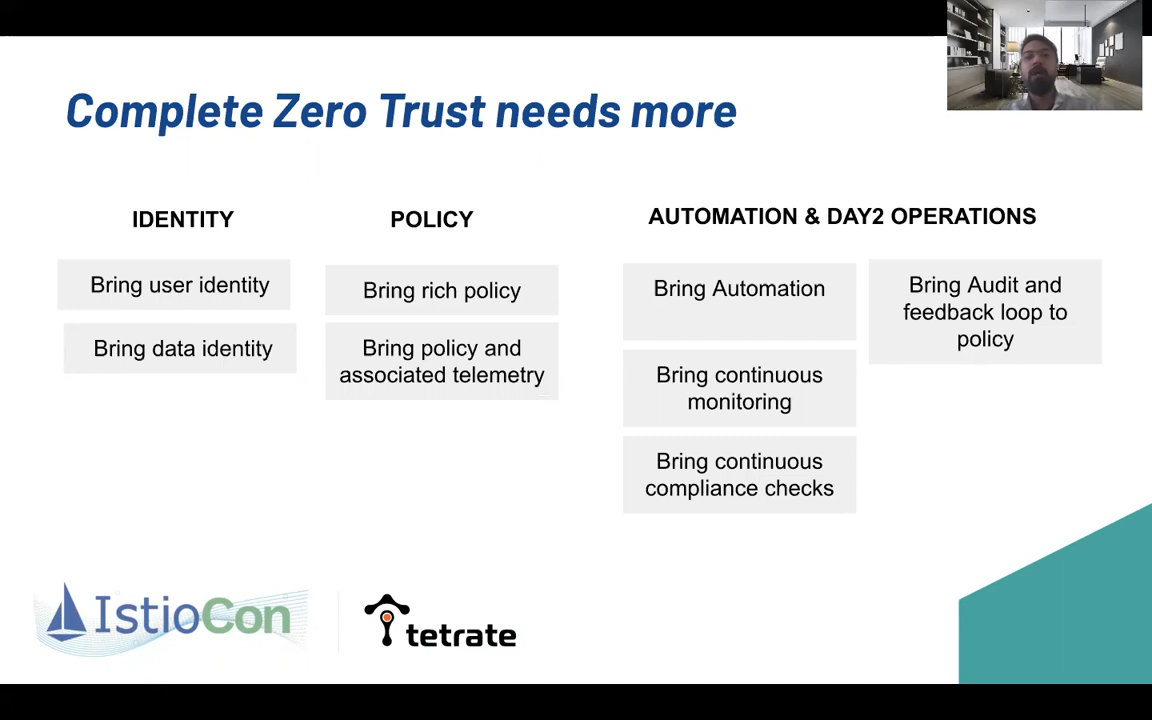 Complete Zero Trust needs more
IDENTITY
Bring user identity
Bring data identity
POLICY
Bring rich policy
Bring policy and
associated telemetry
AUTOMATION & DAY2 OPERATIONS
Bring Automation
Bring continuous
monitoring
Bring continuous
compliance checks
Bring Audit and
feedback loop to
policy
IstioCon
tetrate